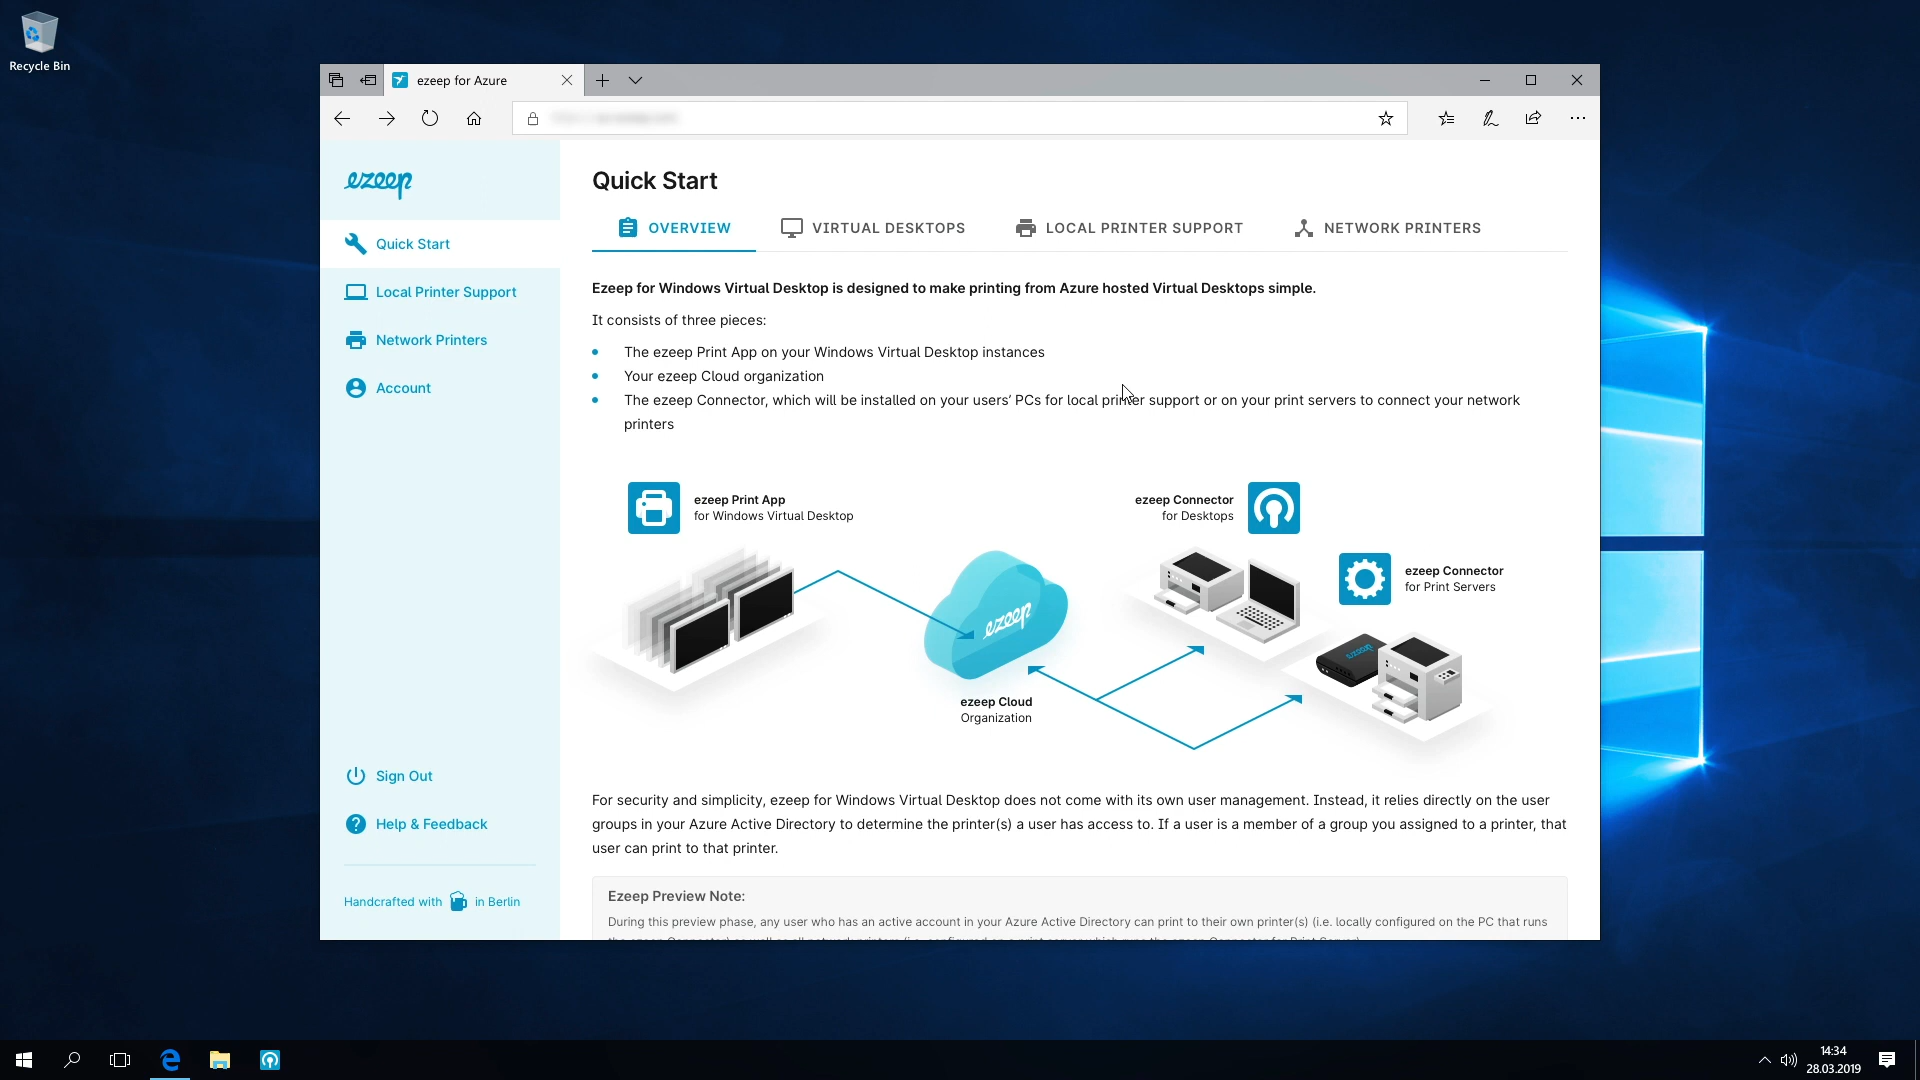 Recycle Bin
ezeep for Azure
ezeep
Quick Start
Local Printer Support
Network Printers
Account
Sign Out
Help & Feedback
Handcrafted with in Berlin
Quick Start
OVERVIEW
VIRTUAL DESKTOPS
LOCAL PRINTER SUPPORT
NETWORK PRINTERS
Ezeep for Windows Virtual Desktop is designed to make printing from Azure hosted Virtual Desktops simple.
It consists of three pieces:
The ezeep Print App on your Windows Virtual Desktop instances
Your ezeep Cloud organization
The ezeep Connector, which will be installed on your users’ PCs for local printer support or on your print servers to connect your network
printers
ezeep Print App
for Windows Virtual Desktop
ezeep Connector
for Desktops
ezeep Connector
for Print Servers
ezeep
ezeep
ezeep Cloud
Organization
For security and simplicity, ezeep for Windows Virtual Desktop does not come with its own user management. Instead, it relies directly on the user
groups in your Azure Active Directory to determine the printer(s) a user has access to. If a user is a member of a group you assigned to a printer, that
user can print to that printer.
Ezeep Preview Note:
During this preview phase, any user who has an active account in your Azure Active Directory can print to their own printer(s) (i.e. locally configured on the PC that runs
14:34
28.03.2019